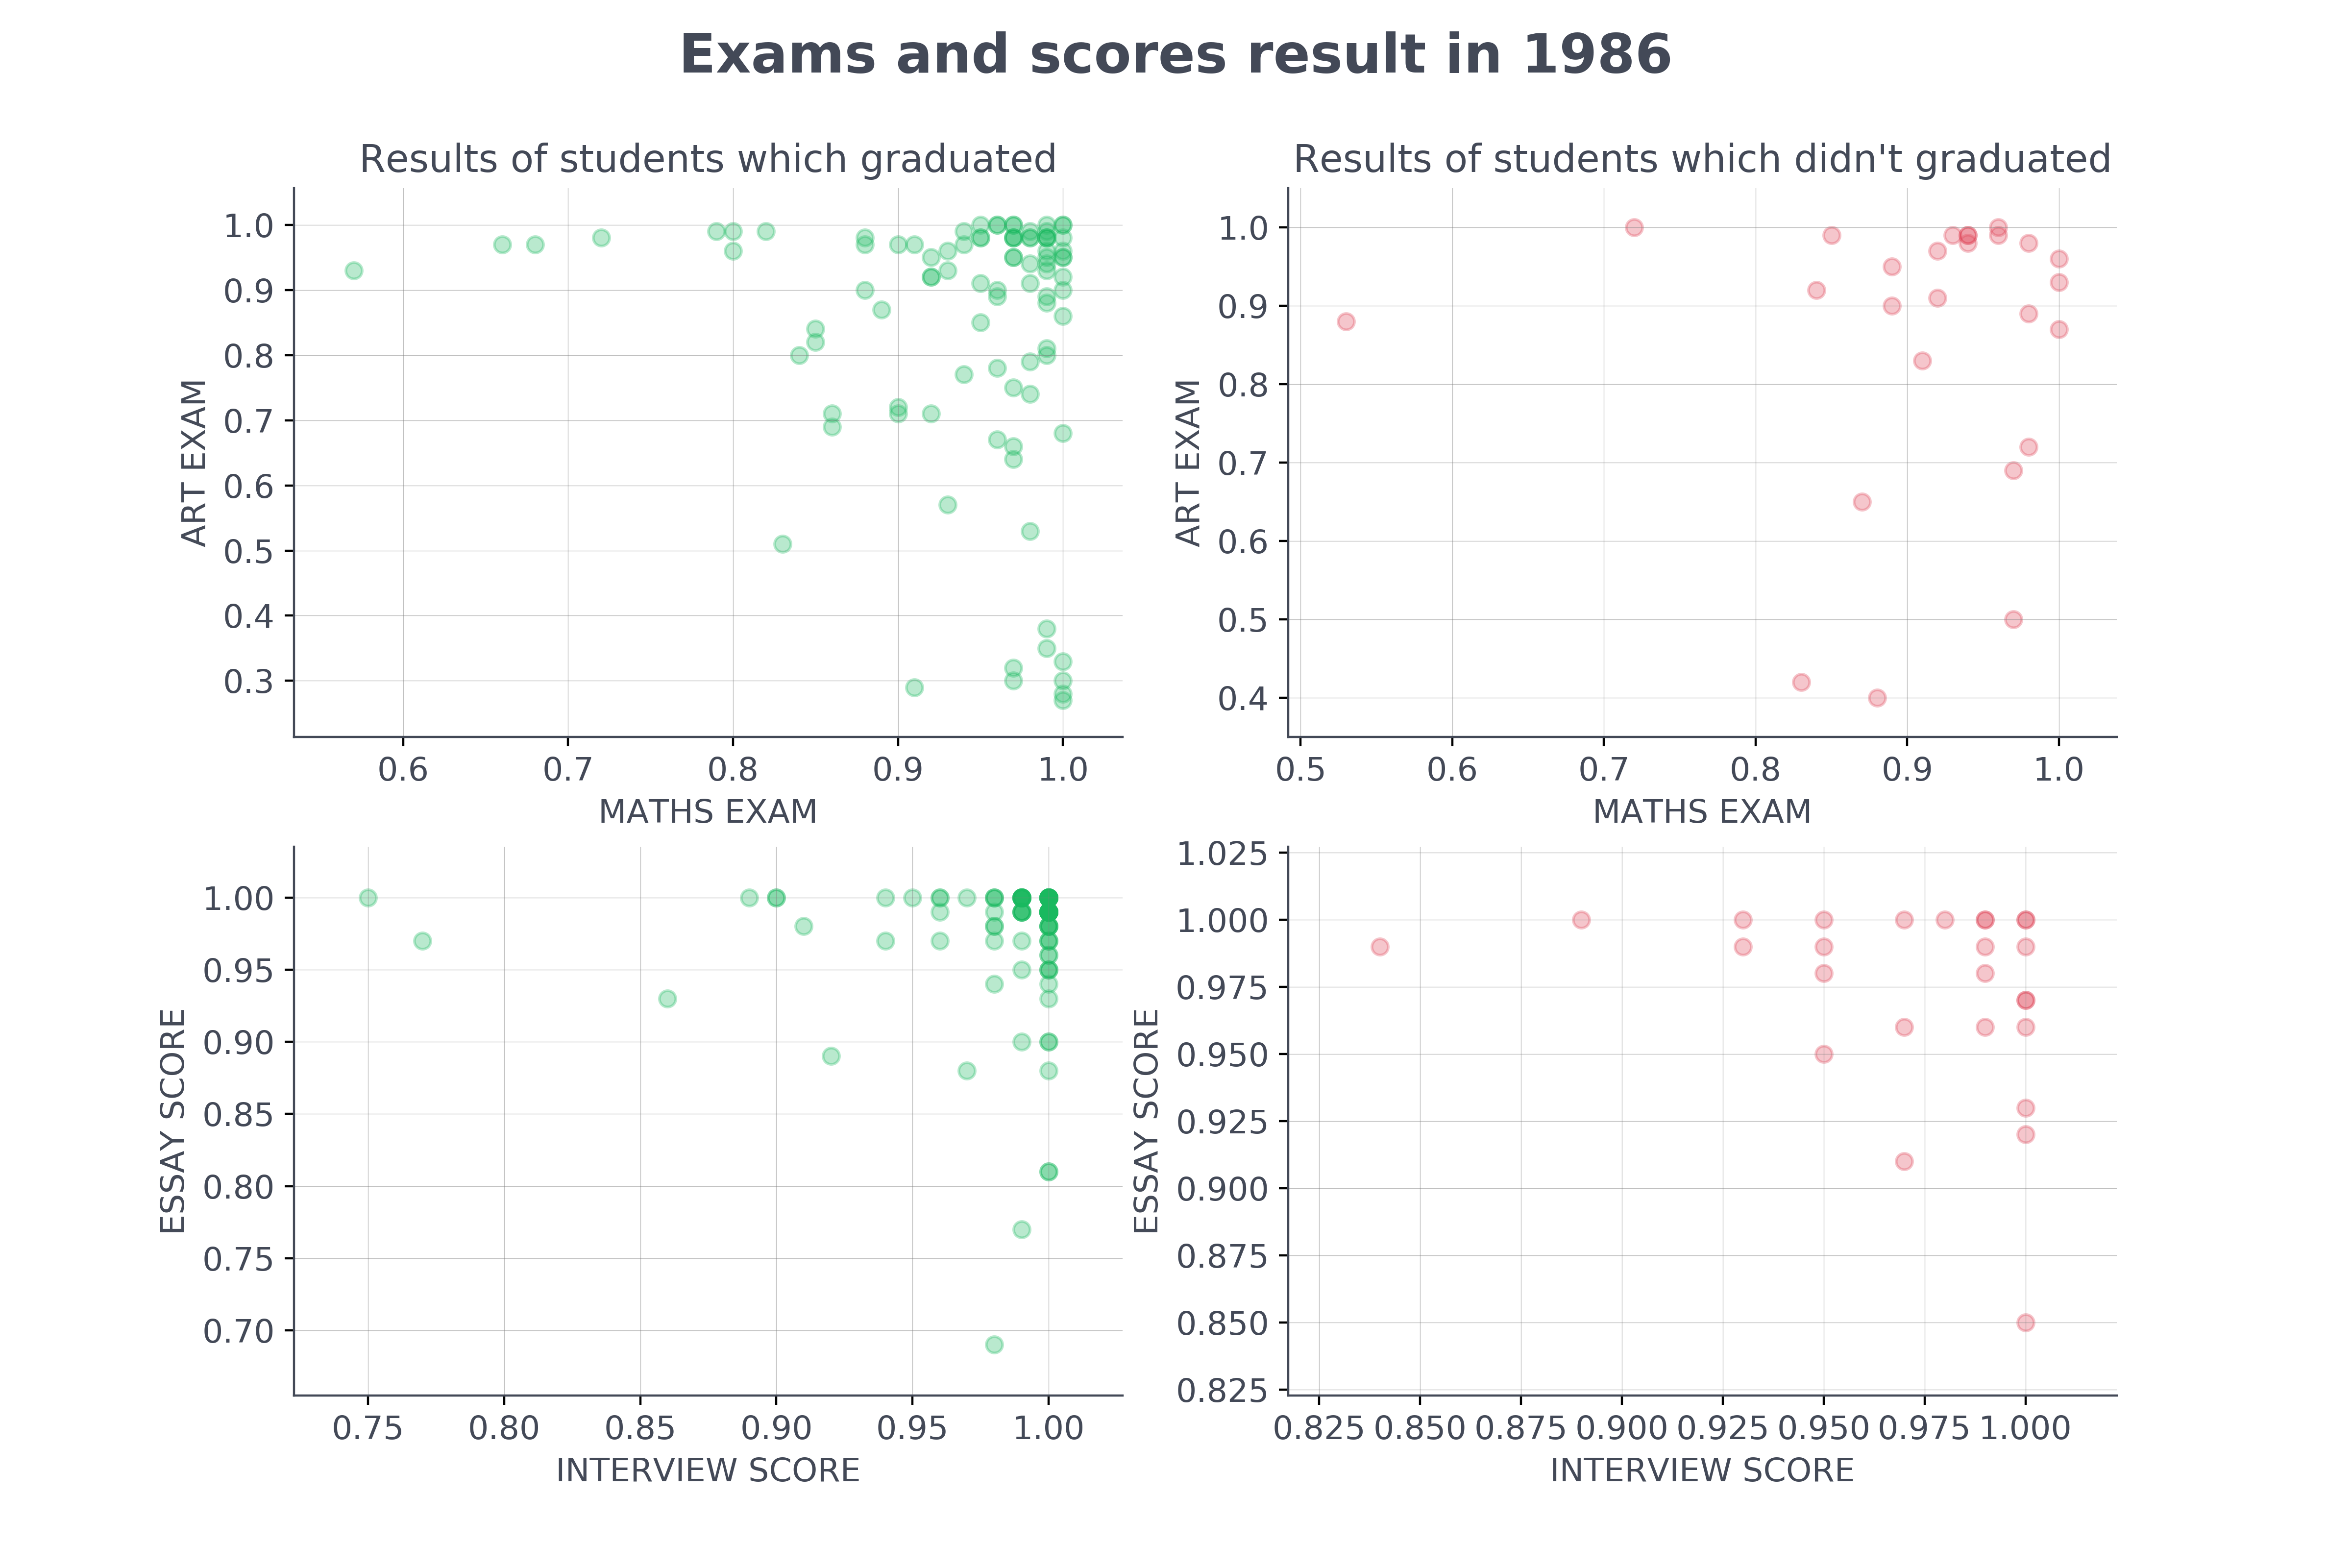 Exams and scores result in 1986
Results of students which graduated
ART EXAM
1.0
0.9
0.8
0.7
0.6
0.5
0.4
0.3
0.6 0.7 0.8 0.9 1.0
MATHS EXAM
Results of students which didn't graduated
ART EXAM
1.0
0.9
0.8
0.7
0.6
0.5
0.4
0.5 0.6 0.7 0.8 0.9 1.0
MATHS EXAM
ESSAY SCORE
1.00
0.95
0.90
0.85
0.80
0.75
0.70
0.75 0.80 0.85 0.90 0.95 1.00
INTERVIEW SCORE
ESSAY SCORE
1.025
1.000
0.975
0.950
0.925
0.900
0.875
0.850
0.825
0.825 0.850 0.875 0.900 0.925 0.950 0.975 1.000
INTERVIEW SCORE